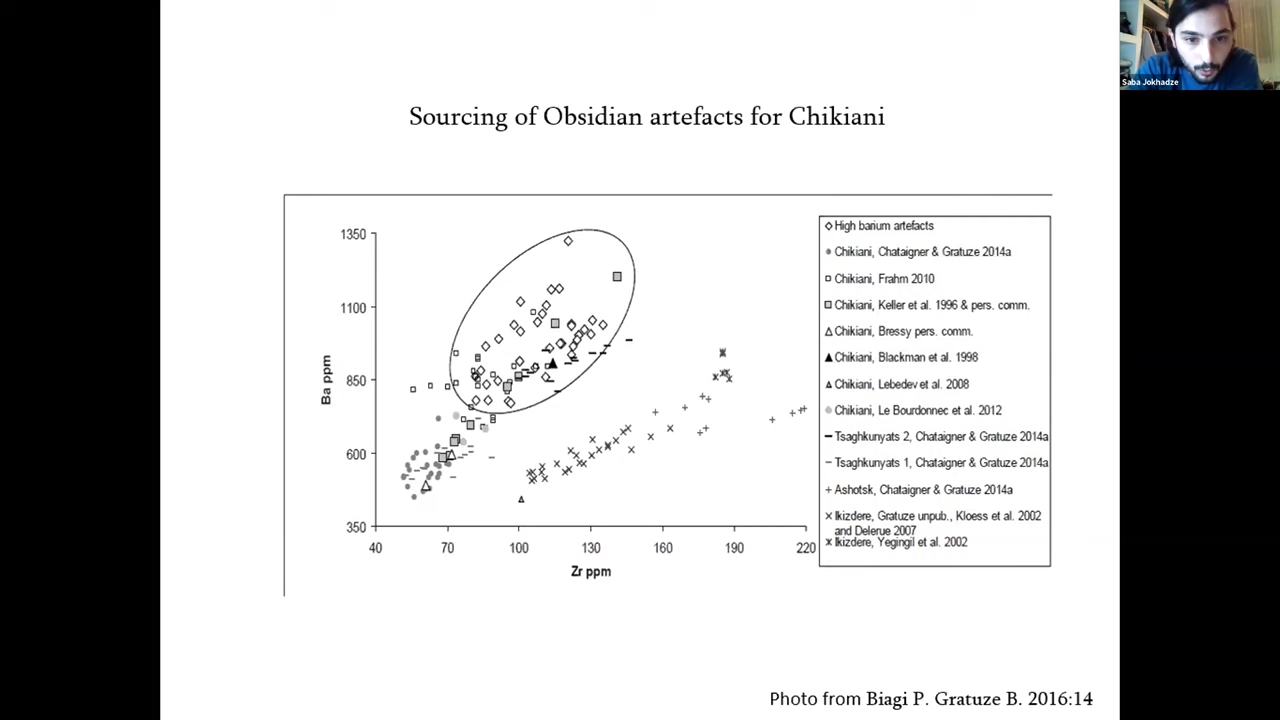 Saba Jokhadze
Sourcing of Obsidian artefacts for Chikiani
1350
1100
850
600
350
Ba ppm
40 70 100 130 160 190 220
Zr ppm
High barium artefacts
Chikiani, Chataigner & Gratuze 2014a
Chikiani, Frahm 2010
Chikiani, Keller et al. 1996 & pers. comm.
Chikiani, Bressy pers. comm.
Chikiani, Blackman et al. 1998
Chikiani, Lebedev et al. 2008
Chikiani, Le Bourdonnec et al. 2012
Tsaghkunyats 2, Chataigner & Gratuze 2014a
Tsaghkunyats 1, Chataigner & Gratuze 2014a
Ashotsk, Chataigner & Gratuze 2014a
Ikizdere, Gratuze unpub., Kloess et al. 2002
and Delerue 2007
Ikizdere, Yegingil et al. 2002
Photo from Biagi P. Gratuze B. 2016:14